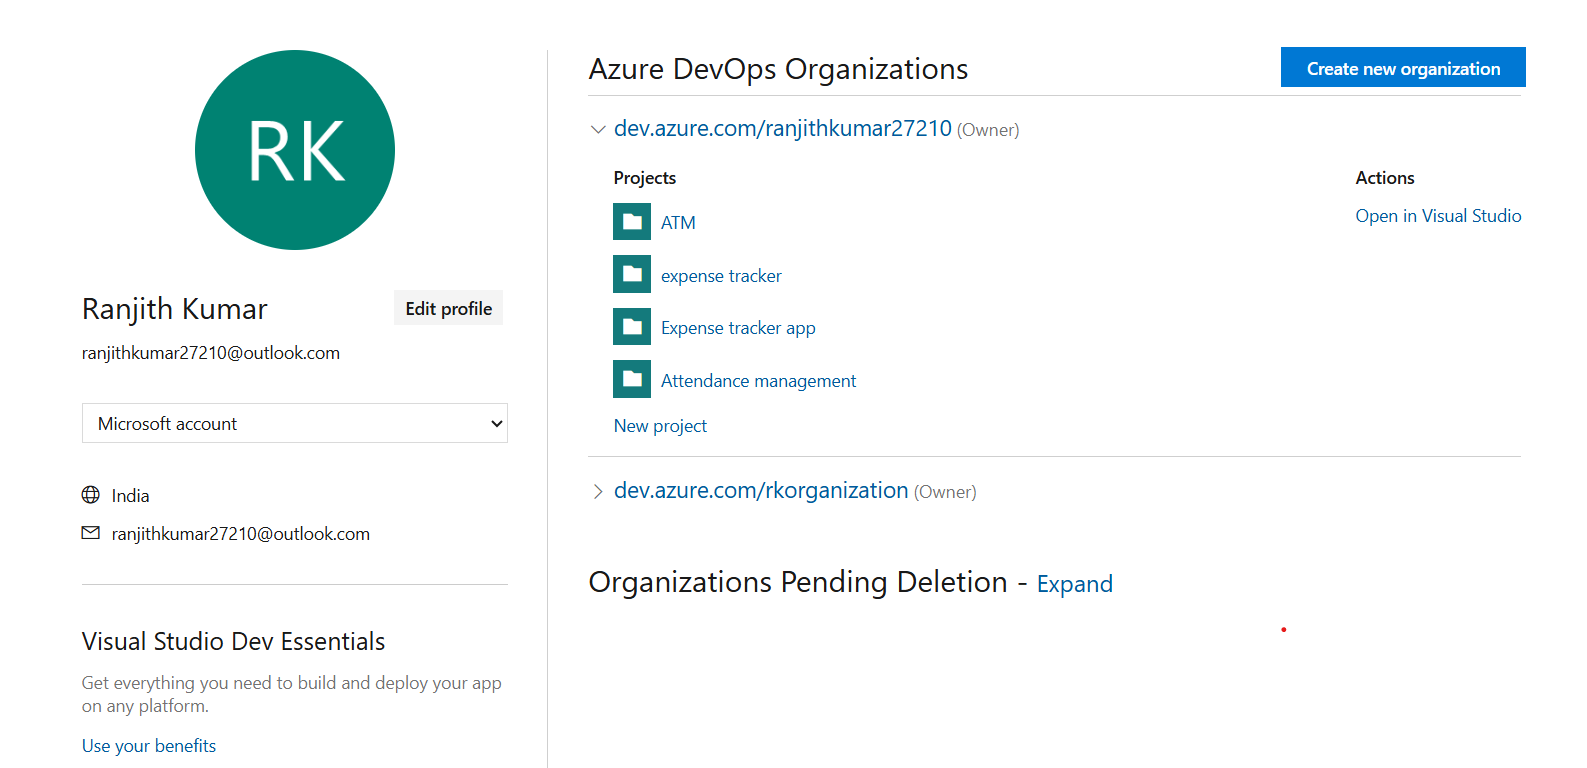 RK
Ranjith Kumar
Edit profile
ranjithkumar27210@outlook.com
Microsoft account
India
ranjithkumar27210@outlook.com
Visual Studio Dev Essentials
Get everything you need to build and deploy your app
on any platform.
Use your benefits
Azure DevOps Organizations
Create new organization
dev.azure.com/ranjithkumar27210 (Owner)
Projects
Actions
ATM
Open in Visual Studio
expense tracker
Expense tracker app
Attendance management
New project
dev.azure.com/rkorganization (Owner)
Organizations Pending Deletion - Expand